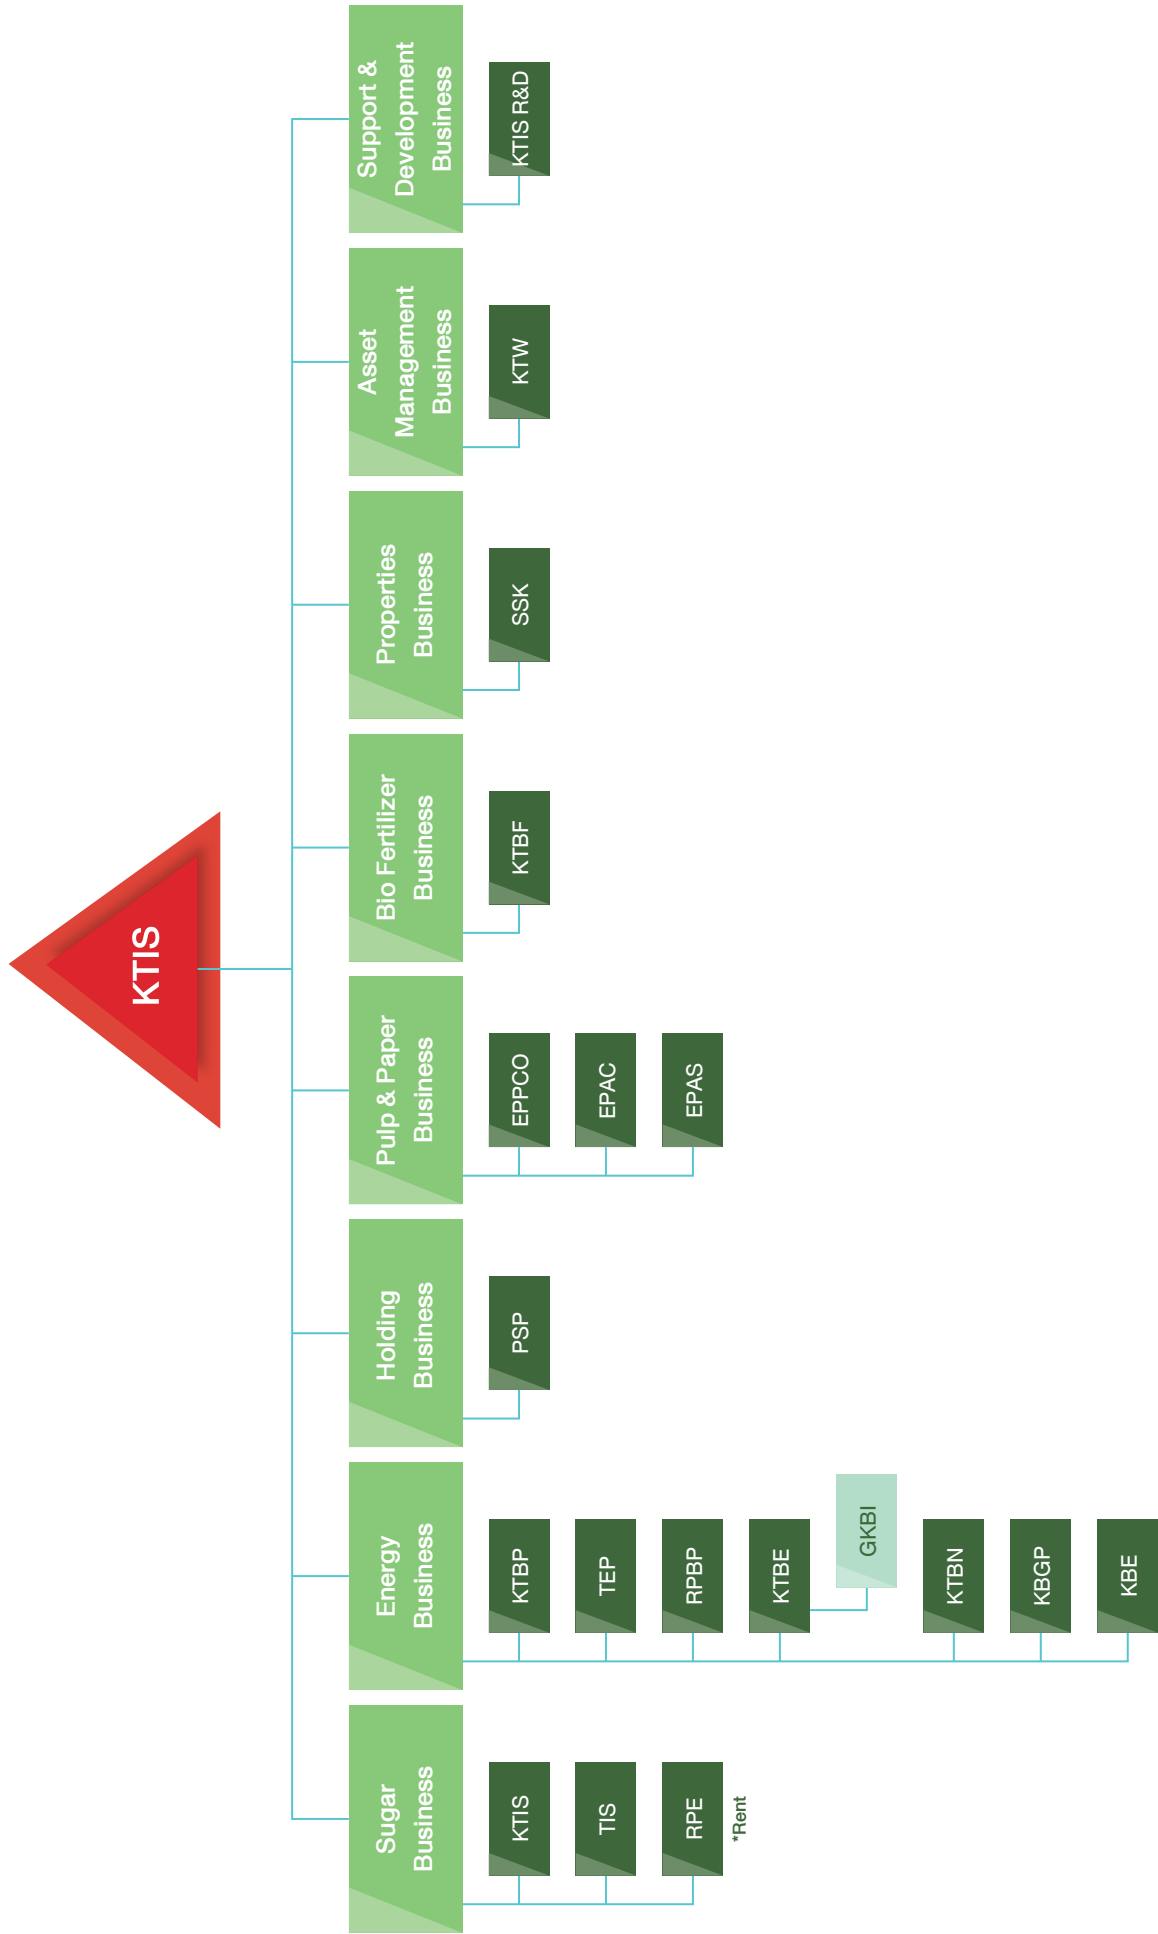 KTIS
Sugar
Business
Energy
Business
Holding
Business
Pulp & Paper
Business
Bio Fertilizer
Business
Properties
Business
Asset
Management
Business
Support &
Development
Business
KTIS
TIS
RPE
*Rent
KTBP
TEP
RPBP
KTBE
GKBI
KTBN
KBGP
KBE
PSP
EPPCO
EPAC
EPAS
KTBF
SSK
KTW
KTIS R&D